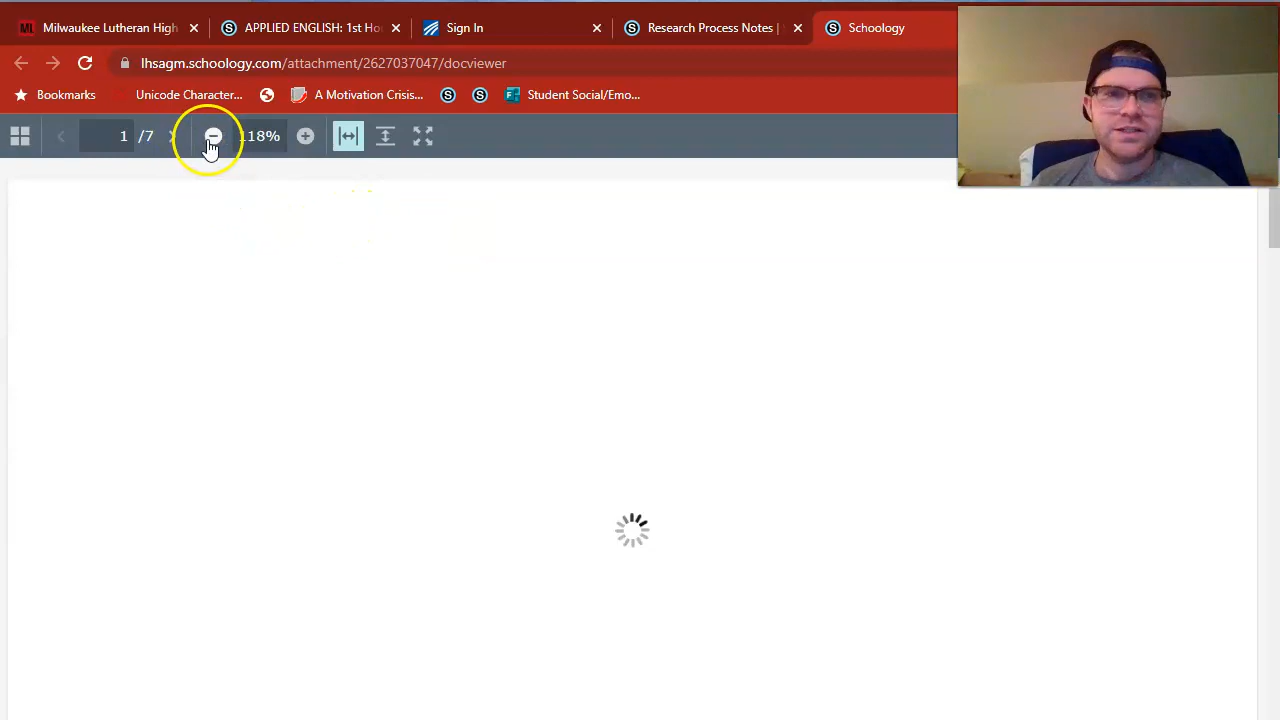 ML Milwaukee Lutheran High S APPLIED ENGLISH: 1st Ho Sign In S Research Process Notes | S Schoology
lhsagm.schoology.com/attachment/2627037047/docviewer
Bookmarks Unicode Character... A Motivation Crisis... S S F Student Social/Emo...
1 /7 118%